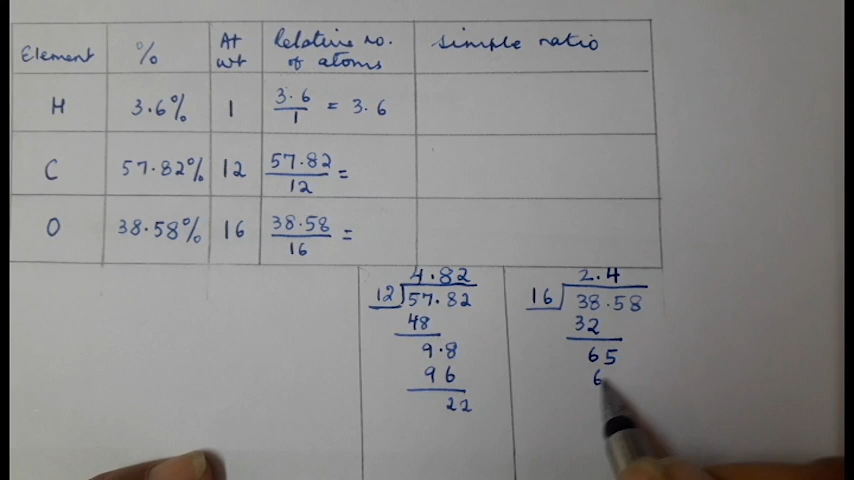 Element % At wt Relative no. of atoms simple ratio
H 3.6% 1 3.6/1 = 3.6
C 57.82% 12 57.82/12 =
O 38.58% 16 38.58/16 =
4.82
12)57.82
48
9.8
96
22
2.4
16)38.58
32
65
6